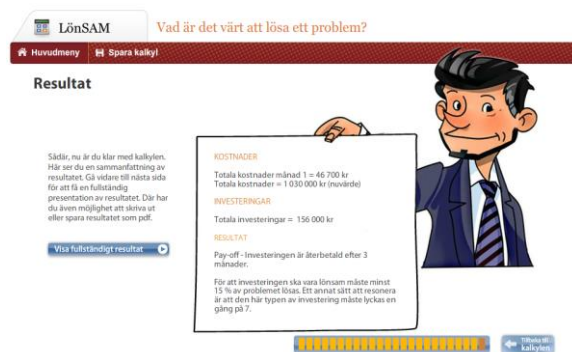 LönSAM
Vad är det värt att lösa ett problem?
Huvudmeny
Spara kalkyl
Resultat
Sådär, nu är du klar med kalkylen.
Här ser du en sammanfattning av
resultatet. Gå vidare till nästa sida
för att få en fullständig
presentation av resultatet. Där har
du även möjlighet att skriva ut
eller spara resultatet som pdf.
Visa fullständigt resultat
KOSTNADER
Totala kostnader månad 1 = 46 700 kr
Totala kostnader = 1 030 000 kr (nuvärde)
INVESTERINGAR
Totala investeringar = 156 000 kr
RESULTAT
Pay-off - Investeringen är återbetald efter 3
månader.
För att investeringen ska vara lönsam måste minst
15 % av problemet lösas. Ett annat sätt att resonera
är att den här typen av investering måste lyckas en
gång på 7.
Tillbaka till
kalkylen